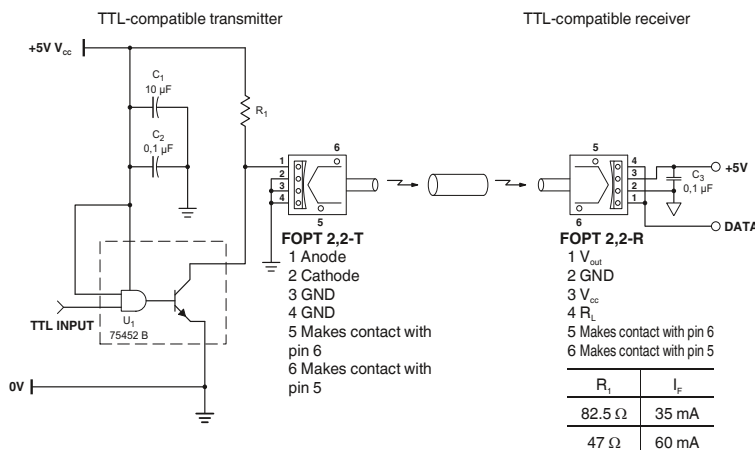 TTL-compatible transmitter
TTL-compatible receiver
+5V Vcc
C1
10 µF
R1
C2
0,1 µF
6
1
2
3
4
5
5
4
3
2
1
6
+5V
C3
0,1 µF
DATA
TTL INPUT
U1
75452 B
0V
FOPT 2,2-T
1 Anode
2 Cathode
3 GND
4 GND
5 Makes contact with
pin 6
6 Makes contact with
pin 5
FOPT 2,2-R
1 Vout
2 GND
3 Vcc
4 RL
5 Makes contact with pin 6
6 Makes contact with pin 5
R1 IF
82.5 Ω 35 mA
47 Ω 60 mA